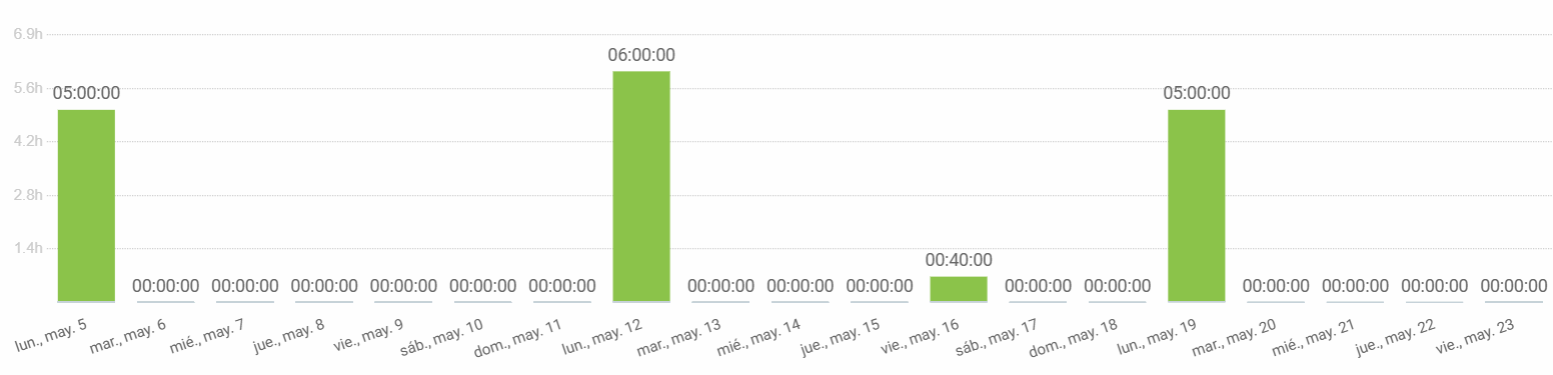 6.9h
5.6h
4.2h
2.8h
1.4h
05:00:00
00:00:00
00:00:00
00:00:00
00:00:00
00:00:00
00:00:00
06:00:00
00:00:00
00:00:00
00:00:00
00:40:00
00:00:00
00:00:00
05:00:00
00:00:00
00:00:00
00:00:00
00:00:00
lun., may. 5
mar., may. 6
mié., may. 7
jue., may. 8
vie., may. 9
sáb., may. 10
dom., may. 11
lun., may. 12
mar., may. 13
mié., may. 14
jue., may. 15
vie., may. 16
sáb., may. 17
dom., may. 18
lun., may. 19
mar., may. 20
mié., may. 21
jue., may. 22
vie., may. 23